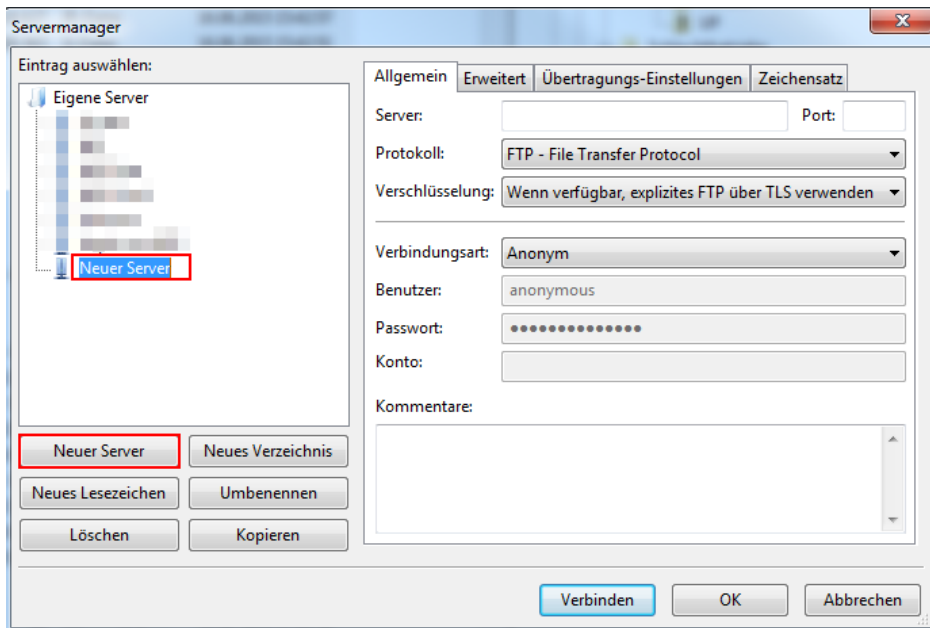 Servermanager
Eintrag auswählen:
Eigene Server
Neuer Server
Neuer Server
Neues Verzeichnis
Neues Lesezeichen
Umbenennen
Löschen
Kopieren
Allgemein
Erweitert
Übertragungs-Einstellungen
Zeichensatz
Server:
Port:
Protokoll:
FTP - File Transfer Protocol
Verschlüsselung:
Wenn verfügbar, explizites FTP über TLS verwenden
Verbindungsart:
Anonym
Benutzer:
anonymous
Passwort:
●●●●●●●●●●●●●●
Konto:
Kommentare:
Verbinden
OK
Abbrechen